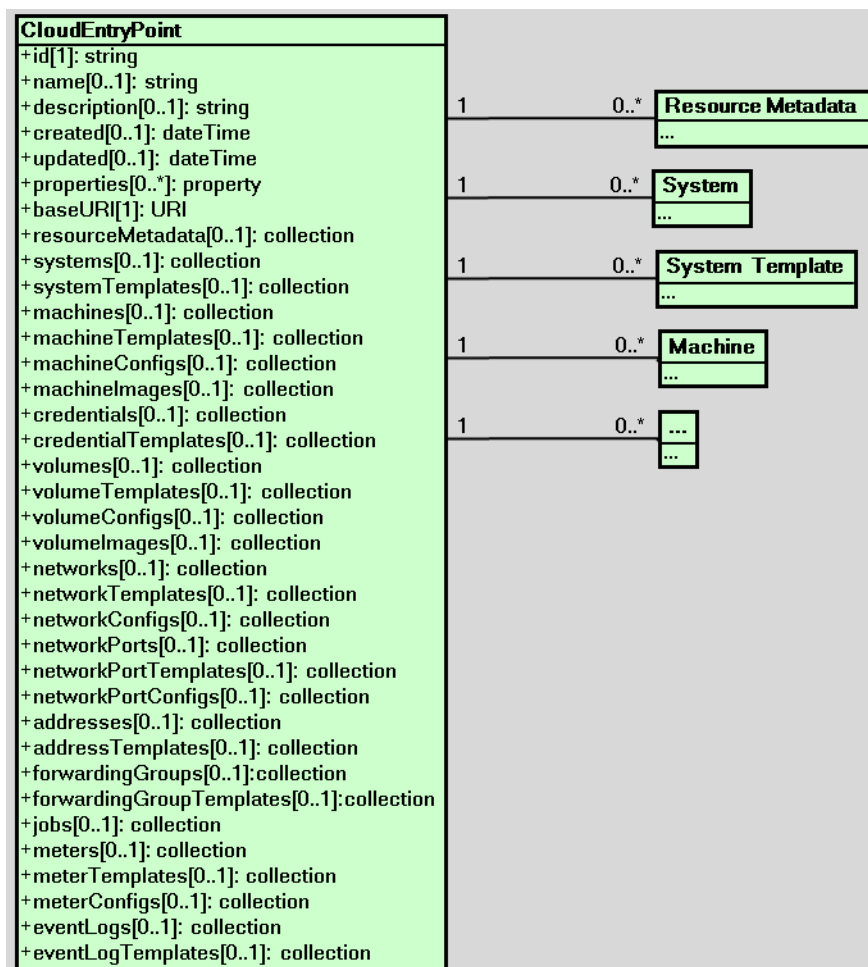 CloudEntryPoint
+id[1]: string
+name[0..1]: string
+description[0..1]: string
+created[0..1]: dateTime
+updated[0..1]: dateTime
+properties[0..*]: property
+baseURI[1]: URI
+resourceMetadata[0..1]: collection
+systems[0..1]: collection
+systemTemplates[0..1]: collection
+machines[0..1]: collection
+machineTemplates[0..1]: collection
+machineConfigs[0..1]: collection
+machineImages[0..1]: collection
+credentials[0..1]: collection
+credentialTemplates[0..1]: collection
+volumes[0..1]: collection
+volumeTemplates[0..1]: collection
+volumeConfigs[0..1]: collection
+volumeImages[0..1]: collection
+networks[0..1]: collection
+networkTemplates[0..1]: collection
+networkConfigs[0..1]: collection
+networkPorts[0..1]: collection
+networkPortTemplates[0..1]: collection
+networkPortConfigs[0..1]: collection
+addresses[0..1]: collection
+addressTemplates[0..1]: collection
+forwardingGroups[0..1]:collection
+forwardingGroupTemplates[0..1]:collection
+jobs[0..1]: collection
+meters[0..1]: collection
+meterTemplates[0..1]: collection
+meterConfigs[0..1]: collection
+eventLogs[0..1]: collection
+eventLogTemplates[0..1]: collection
1 0..* Resource Metadata
...
1 0..* System
...
1 0..* System Template
...
1 0..* Machine
...
1 0..* ...
...